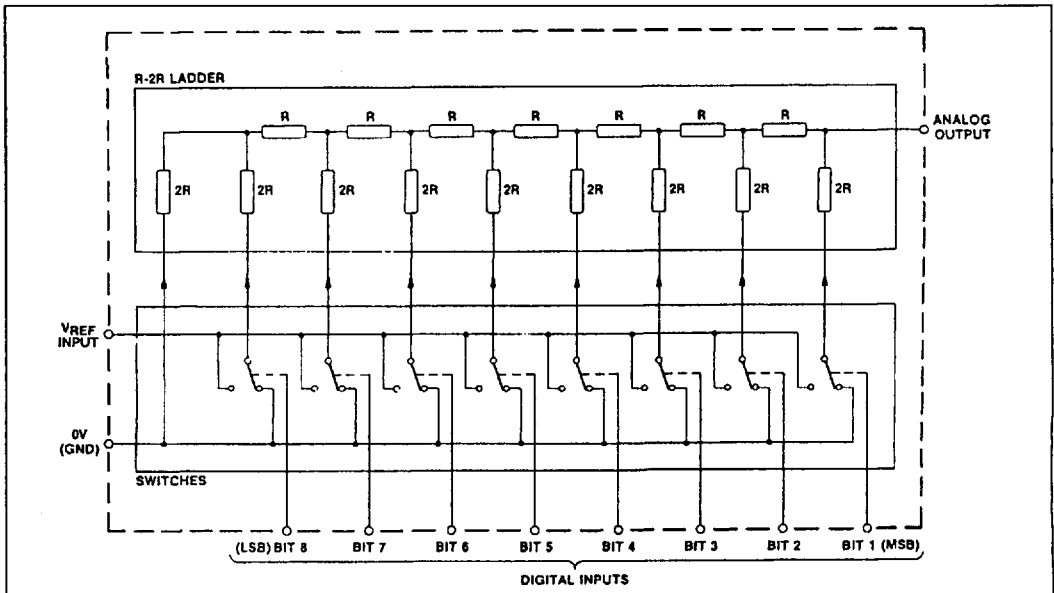 R-2R LADDER
R R R R R R R
ANALOG
OUTPUT
2R 2R 2R 2R 2R 2R 2R 2R 2R
VREF
INPUT
0V
(GND)
SWITCHES
(LSB) BIT 8 BIT 7 BIT 6 BIT 5 BIT 4 BIT 3 BIT 2 BIT 1 (MSB)
DIGITAL INPUTS